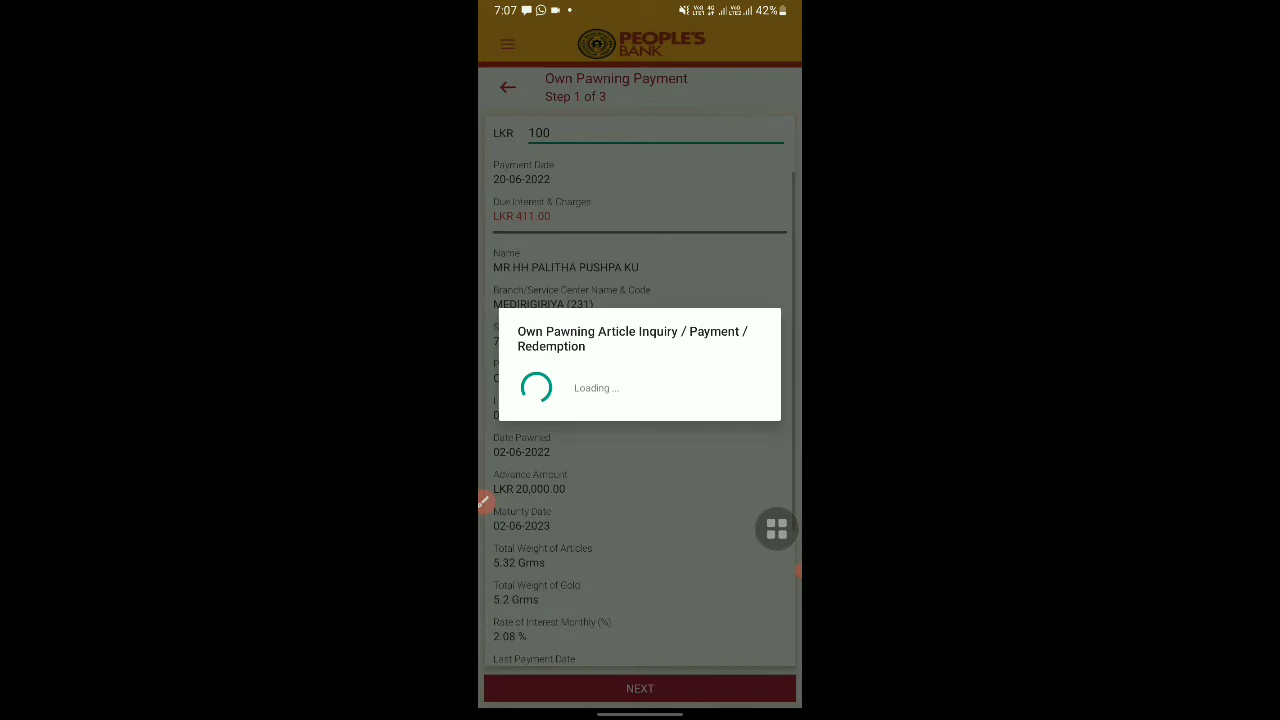 7:07
42%
PEOPLE'S
BANK
Own Pawning Payment
Step 1 of 3
LKR 100
Payment Date
20-06-2022
Due Interest & Charges
LKR 411.00
Name
MR HH PALITHA PUSHPA KU
Branch/Service Center Name & Code
MEDIRIGIRIYA (231)
Own Pawning Article Inquiry / Payment /
Redemption
Loading ...
Date Pawned
02-06-2022
Advance Amount
LKR 20,000.00
Maturity Date
02-06-2023
Total Weight of Articles
5.32 Grms
Total Weight of Gold
5.2 Grms
Rate of Interest Monthly (%)
2.08 %
Last Payment Date
NEXT